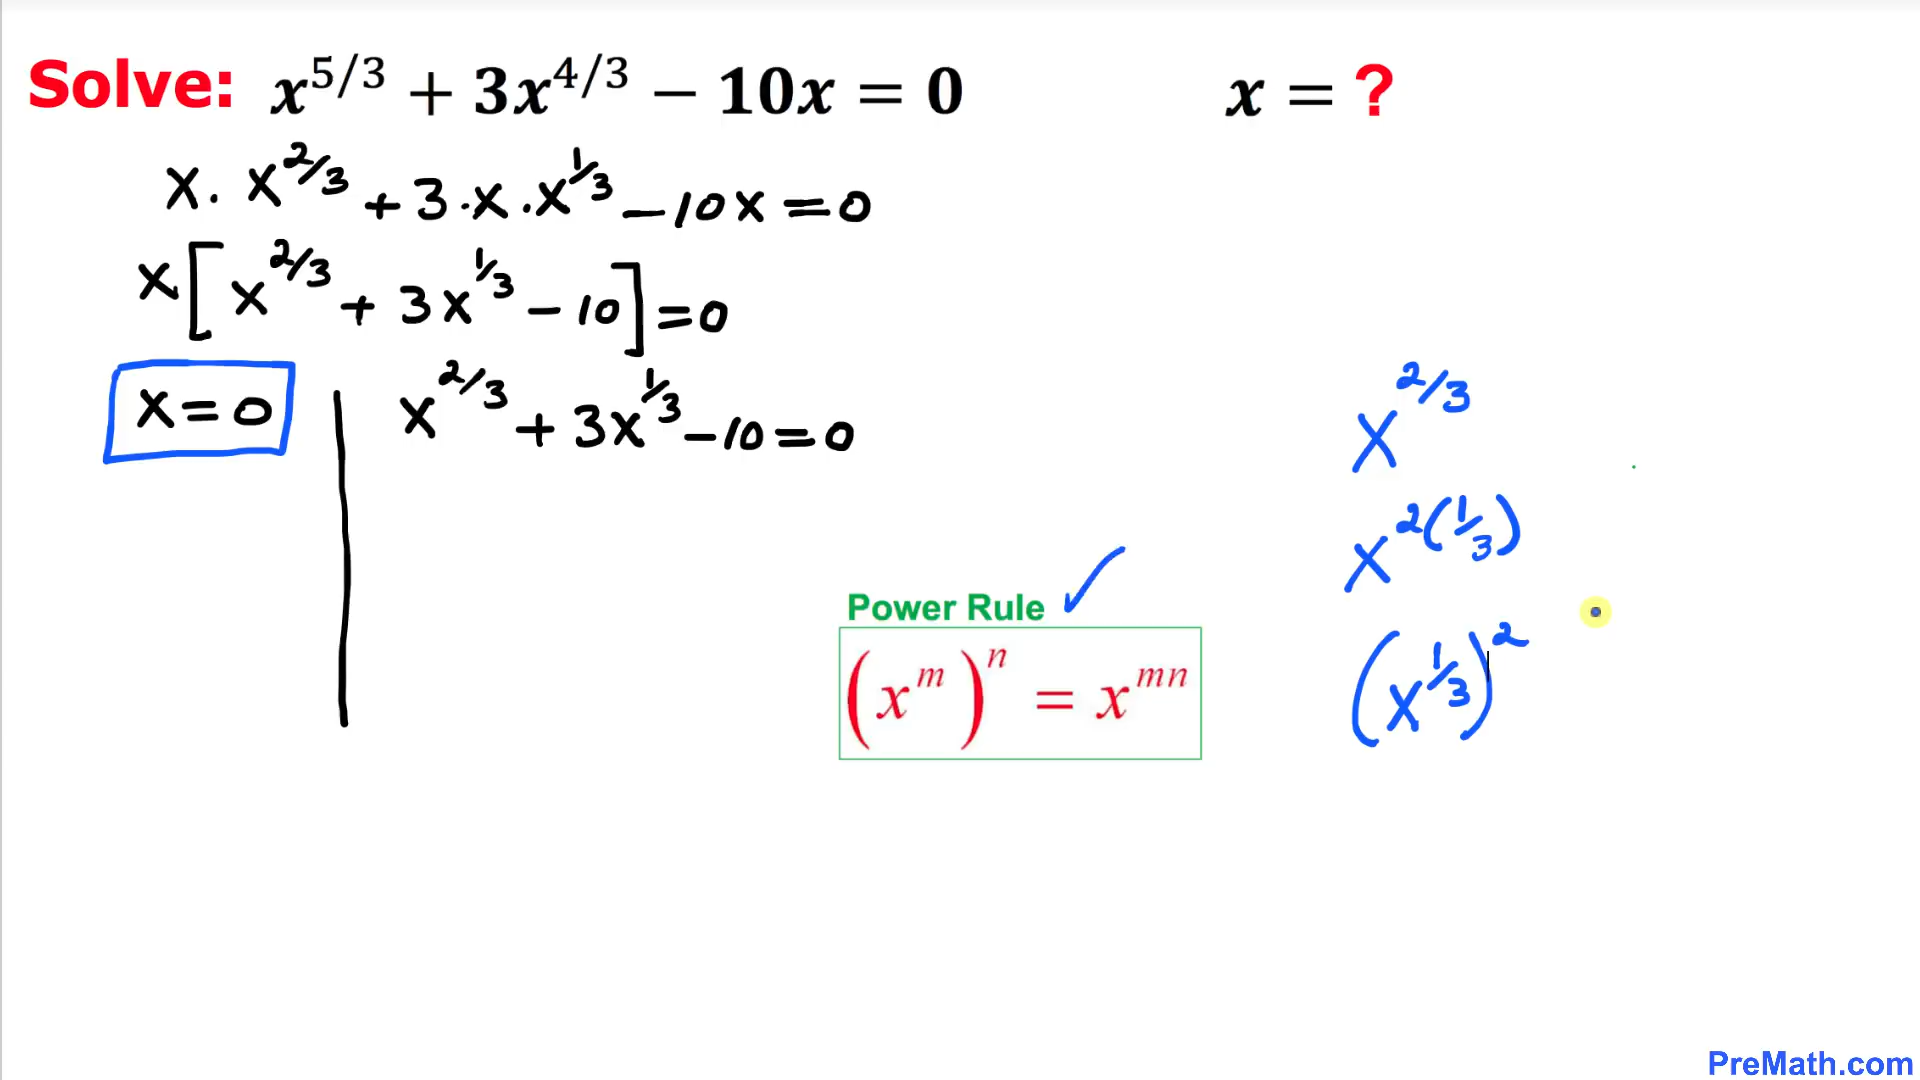 Solve: x^{5/3} + 3x^{4/3} − 10x = 0
x = ?
x · x^{2/3} + 3 · x · x^{1/3} − 10x = 0
x[x^{2/3} + 3x^{1/3} − 10] = 0
x = 0
x^{2/3} + 3x^{1/3} − 10 = 0
x^{2/3}
x^{2(1/3)}
(x^{1/3})^2
Power Rule ✓
(x^m)^n = x^{mn}
PreMath.com